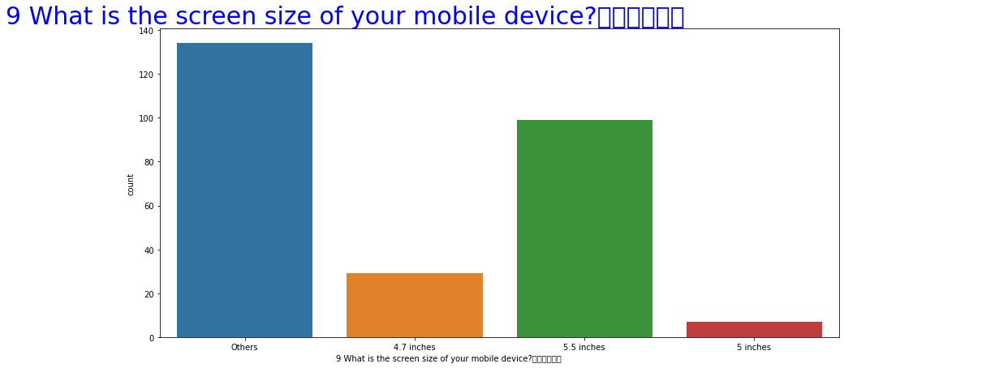 9 What is the screen size of your mobile device?
140
120
100
80
60
40
20
0
count
Others
4.7 inches
5.5 inches
5 inches
9 What is the screen size of your mobile device?